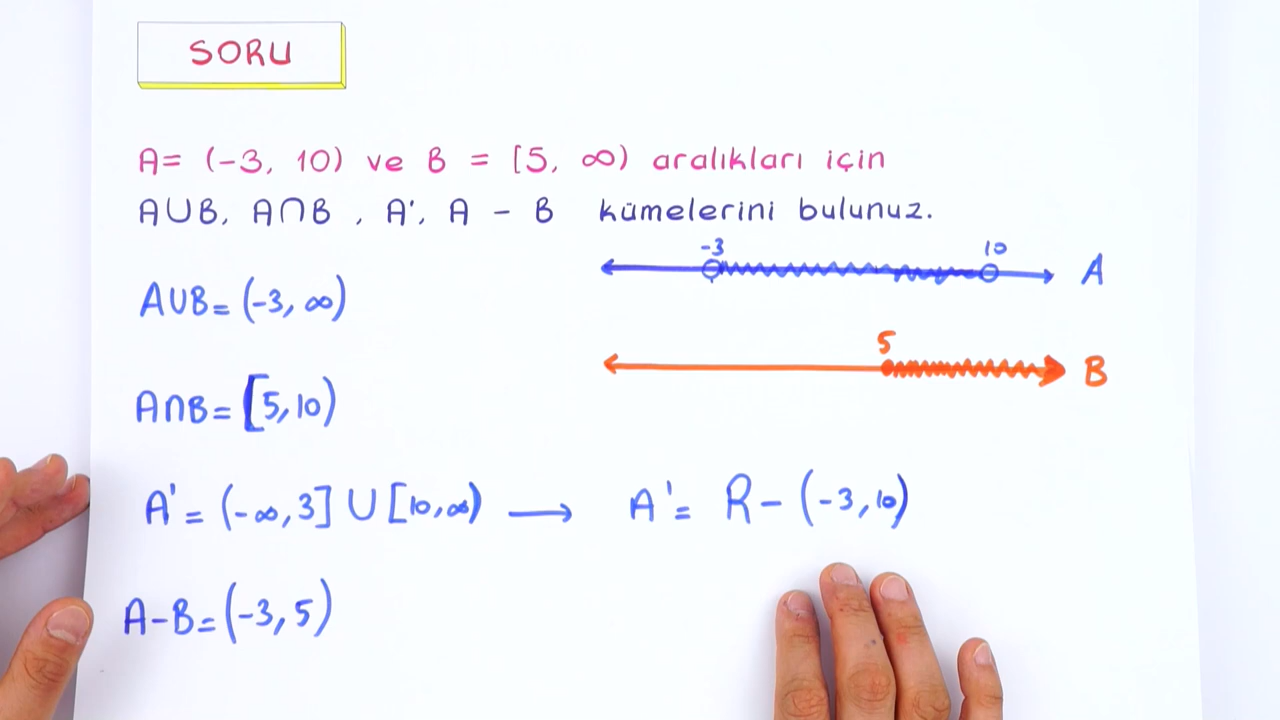 SORU
A= (-3, 10) ve B = [5, ∞) aralıkları için
A∪B, A∩B , A', A - B kümelerini bulunuz.
-3 10 A
A∪B= (-3, ∞)
5 B
A∩B= [5,10)
A'= (-∞,3] ∪ [10,∞) → A'= R- (-3,10)
A-B= (-3,5)